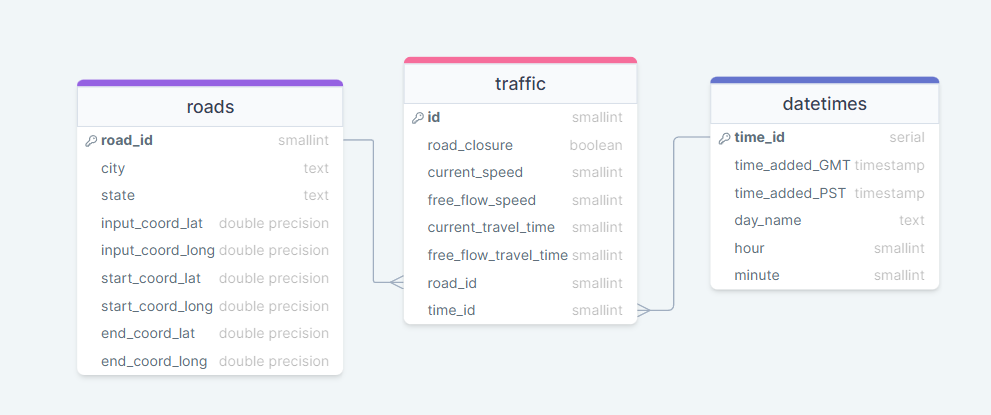 roads
road_id smallint
city text
state text
input_coord_lat double precision
input_coord_long double precision
start_coord_lat double precision
start_coord_long double precision
end_coord_lat double precision
end_coord_long double precision
traffic
id smallint
road_closure boolean
current_speed smallint
free_flow_speed smallint
current_travel_time smallint
free_flow_travel_time smallint
road_id smallint
time_id smallint
datetimes
time_id serial
time_added_GMT timestamp
time_added_PST timestamp
day_name text
hour smallint
minute smallint